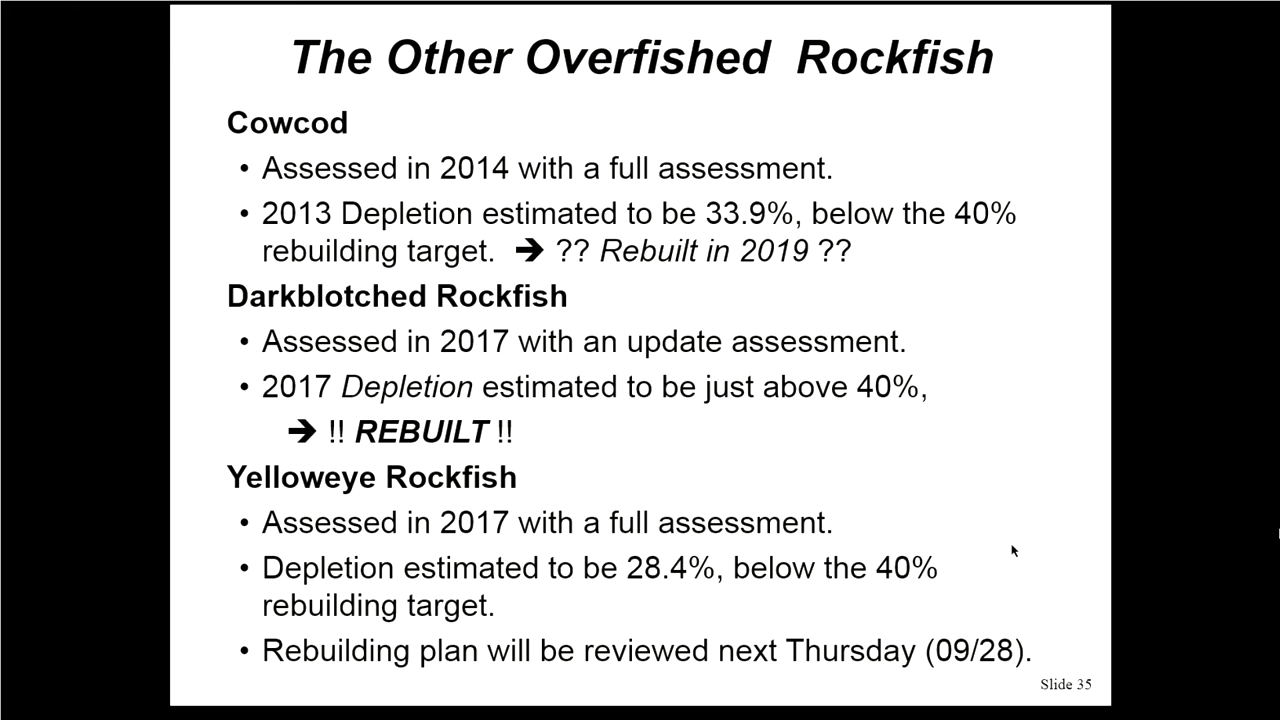 The Other Overfished Rockfish
Cowcod
• Assessed in 2014 with a full assessment.
• 2013 Depletion estimated to be 33.9%, below the 40%
rebuilding target. ➔ ?? Rebuilt in 2019 ??
Darkblotched Rockfish
• Assessed in 2017 with an update assessment.
• 2017 Depletion estimated to be just above 40%,
➔ !! REBUILT !!
Yelloweye Rockfish
• Assessed in 2017 with a full assessment.
• Depletion estimated to be 28.4%, below the 40%
rebuilding target.
• Rebuilding plan will be reviewed next Thursday (09/28).
Slide 35